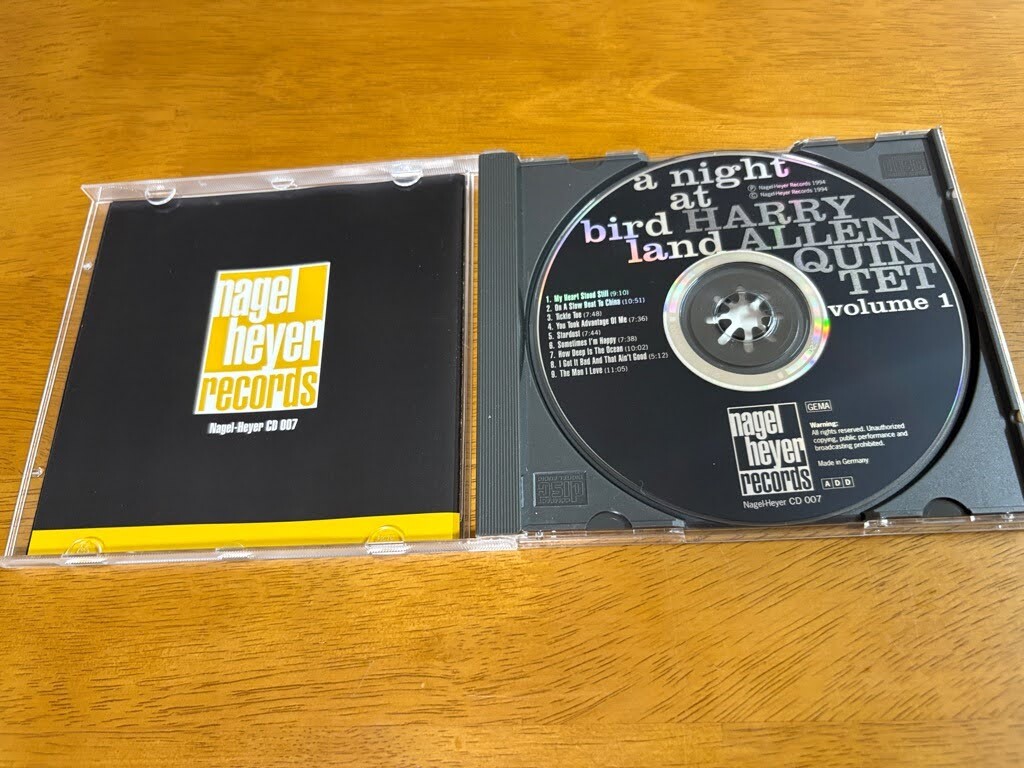 nagel
heyer
records
Nagel-Heyer CD 007
a night
at
bird
land
HARRY
ALLEN
QUIN
TET
volume 1
℗ Nagel-Heyer Records 1994
© Nagel-Heyer Records 1994
1. My Heart Stood Still (9:10)
2. On A Slow Boat To China (10:51)
3. Tickle Toe (7:48)
4. You Took Advantage Of Me (7:36)
5. Stardust (7:44)
6. Sometimes I'm Happy (7:38)
7. How Deep Is The Ocean (10:02)
8. I Got It Bad And That Ain't Good (5:12)
9. The Man I Love (11:05)
nagel
heyer
records
Nagel-Heyer CD 007
GEMA
Warning:
All rights reserved. Unauthorized
copying, public performance and
broadcasting prohibited.
Made in Germany
A D D
disc